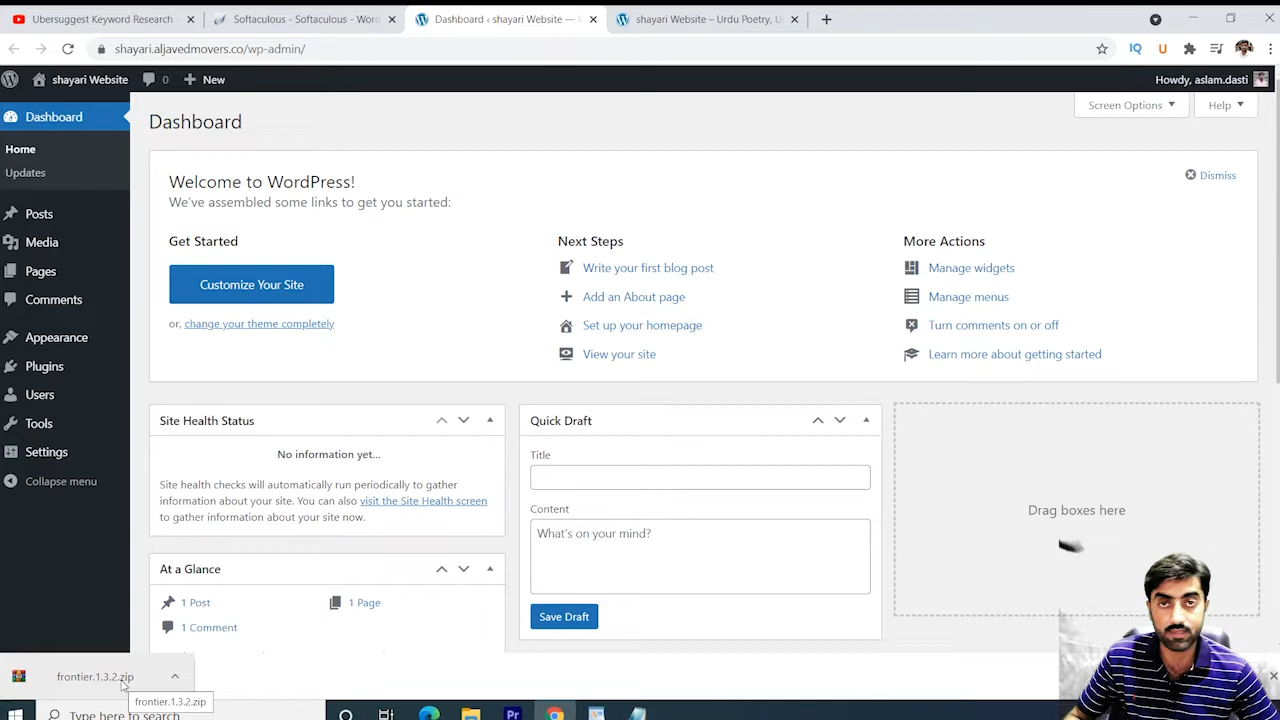 Ubersuggest Keyword Research
Softaculous - Softaculous - Wor
Dashboard ‹ shayari Website — W
shayari Website – Urdu Poetry, U
shayari.aljavedmovers.co/wp-admin/
shayari Website
0
New
Howdy, aslam.dasti
Dashboard
Home
Updates
Posts
Media
Pages
Comments
Appearance
Plugins
Users
Tools
Settings
Collapse menu
Dashboard
Screen Options
Help
Welcome to WordPress!
We've assembled some links to get you started:
Dismiss
Get Started
Customize Your Site
or, change your theme completely
Next Steps
Write your first blog post
Add an About page
Set up your homepage
View your site
More Actions
Manage widgets
Manage menus
Turn comments on or off
Learn more about getting started
Site Health Status
No information yet...
Site health checks will automatically run periodically to gather
information about your site. You can also visit the Site Health screen
to gather information about your site now.
At a Glance
1 Post
1 Page
1 Comment
Quick Draft
Title
Content
What's on your mind?
Save Draft
Drag boxes here
frontier.1.3.2.zip
frontier.1.3.2.zip
Type here to search